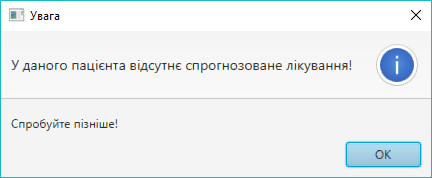 Увага
У даного пацієнта відсутнє спрогнозоване лікування!
Спробуйте пізніше!
OK